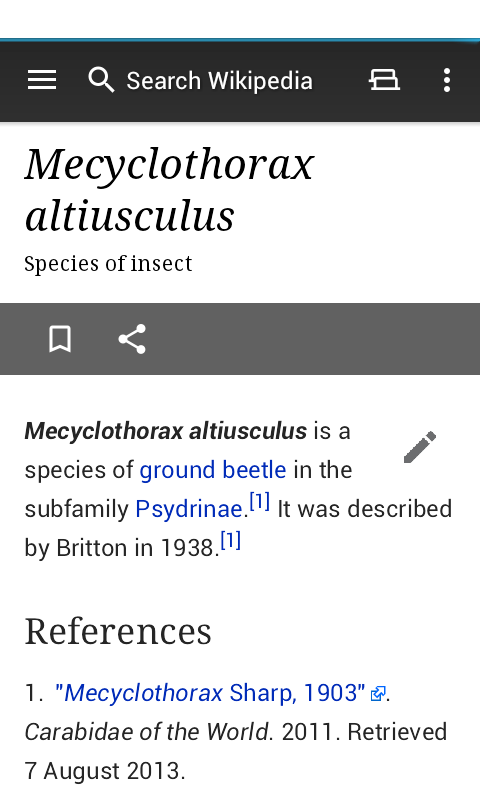 Search Wikipedia
Mecyclothorax
altiusculus
Species of insect
Mecyclothorax altiusculus is a
species of ground beetle in the
subfamily Psydrinae.[1] It was described
by Britton in 1938.[1]
References
1. "Mecyclothorax Sharp, 1903".
Carabidae of the World. 2011. Retrieved
7 August 2013.